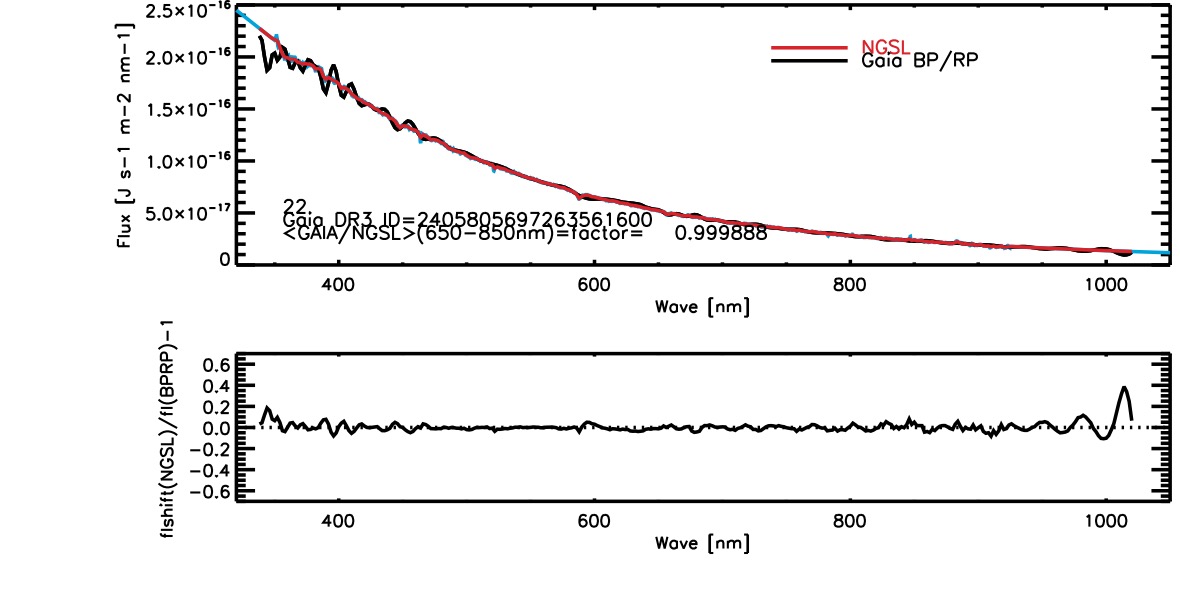 2.5×10−16
2.0×10−16
1.5×10−16
1.0×10−16
5.0×10−17
0
Flux [J s−1 m−2 nm−1]
NGSL
Gaia BP/RP
22
Gaia DR3 ID=2405805697263561600
<GAIA/NGSL>(650−850nm)=factor= 0.999888
400 600 800 1000
Wave [nm]
0.6
0.4
0.2
0.0
−0.2
−0.4
−0.6
flshift(NGSL)/fl(BPRP)−1
400 600 800 1000
Wave [nm]